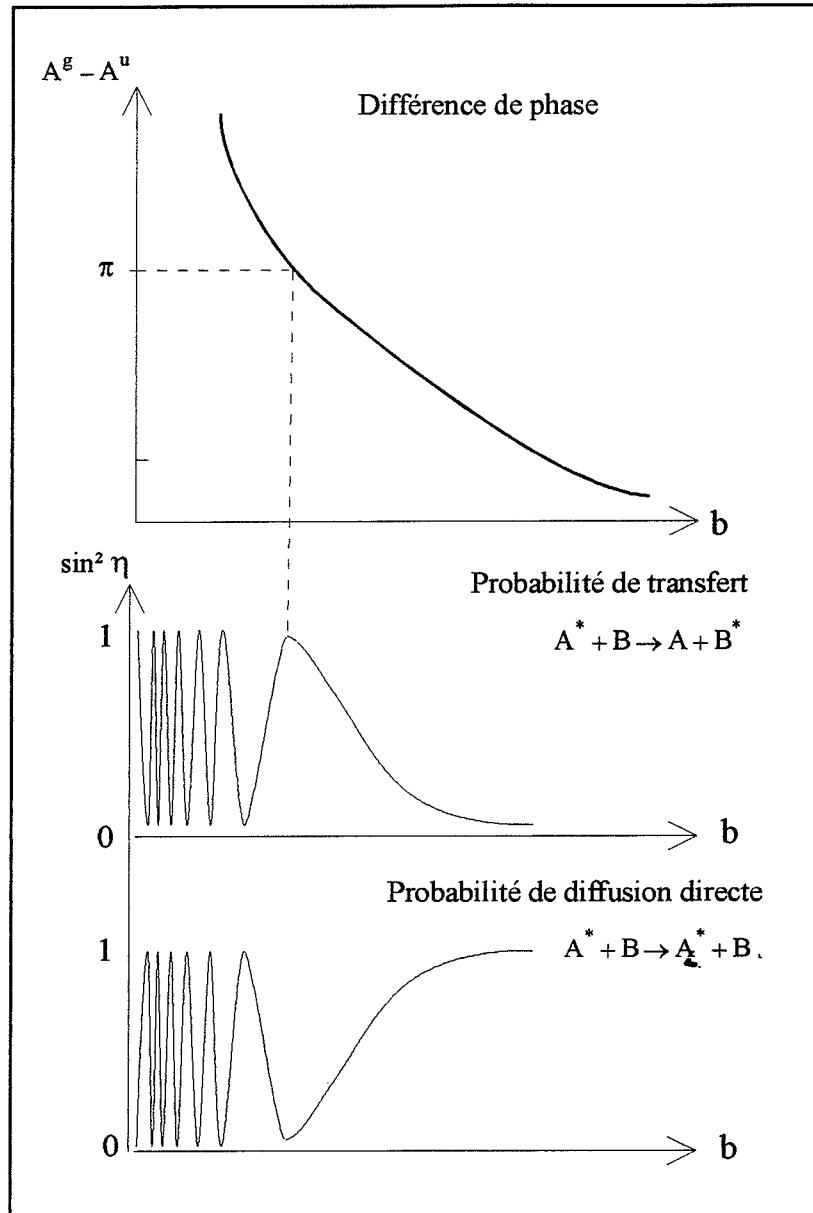 A^g – A^u
Différence de phase
π
b
sin² η
Probabilité de transfert
1
A* + B → A + B*
0
b
Probabilité de diffusion directe
1
A* + B → A* + B
0
b